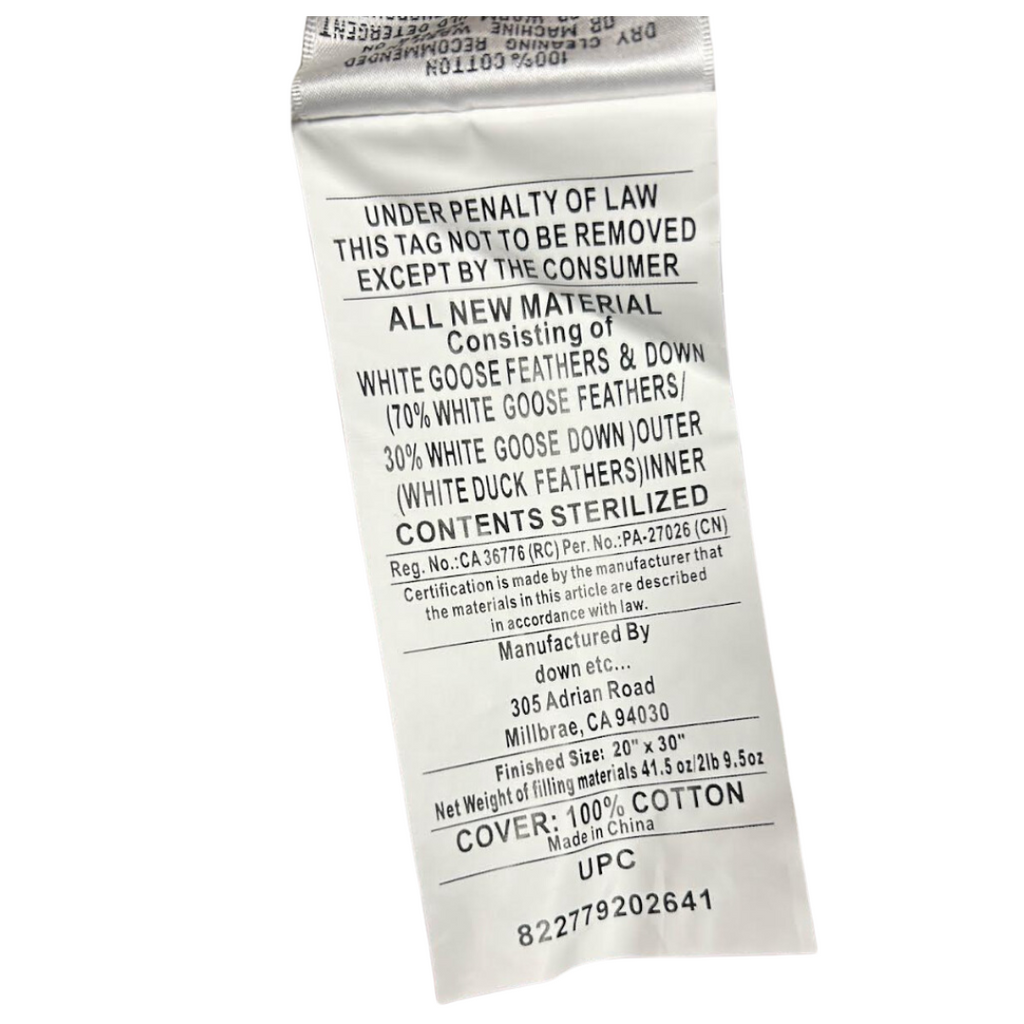 100% COTTON
DRY CLEANING RECOMMENDED
OR MACHINE
DETERGENT
UNDER PENALTY OF LAW
THIS TAG NOT TO BE REMOVED
EXCEPT BY THE CONSUMER
ALL NEW MATERIAL
Consisting of
WHITE GOOSE FEATHERS & DOWN
(70% WHITE GOOSE FEATHERS/
30% WHITE GOOSE DOWN)OUTER
(WHITE DUCK FEATHERS)INNER
CONTENTS STERILIZED
Reg. No.:CA 36776 (RC) Per. No.:PA-27026 (CN)
Certification is made by the manufacturer that
the materials in this article are described
in accordance with law.
Manufactured By
down etc...
305 Adrian Road
Millbrae, CA 94030
Finished Size: 20" x 30"
Net Weight of filling materials 41.5 oz/2lb 9.5oz
COVER: 100% COTTON
Made in China
UPC
822779202641